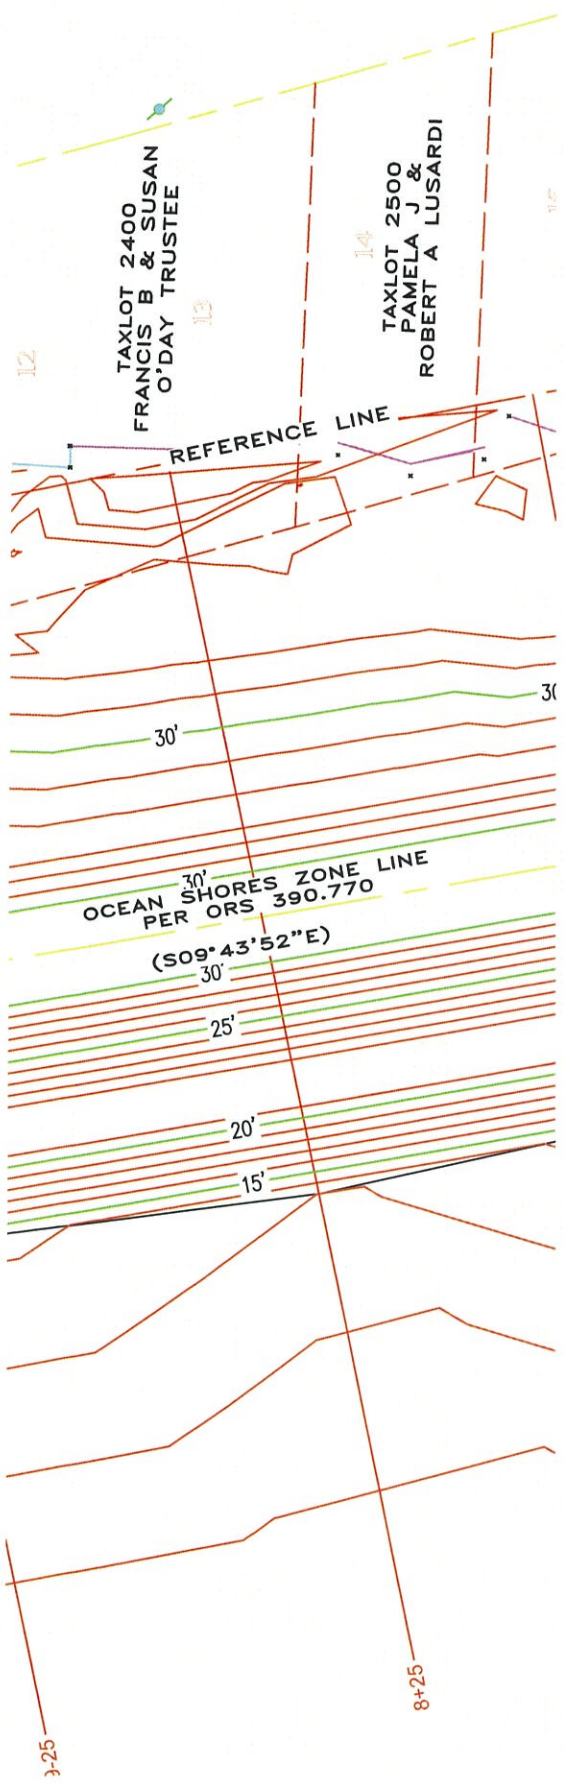 TAXLOT 2400
FRANCIS B & SUSAN
O'DAY TRUSTEE
13
12
14
TAXLOT 2500
PAMELA J &
ROBERT A LUSARDI
REFERENCE LINE
30'
30'
OCEAN SHORES ZONE LINE
PER ORS 390.770
(S09°43'52"E)
30'
25'
20'
15'
8+25